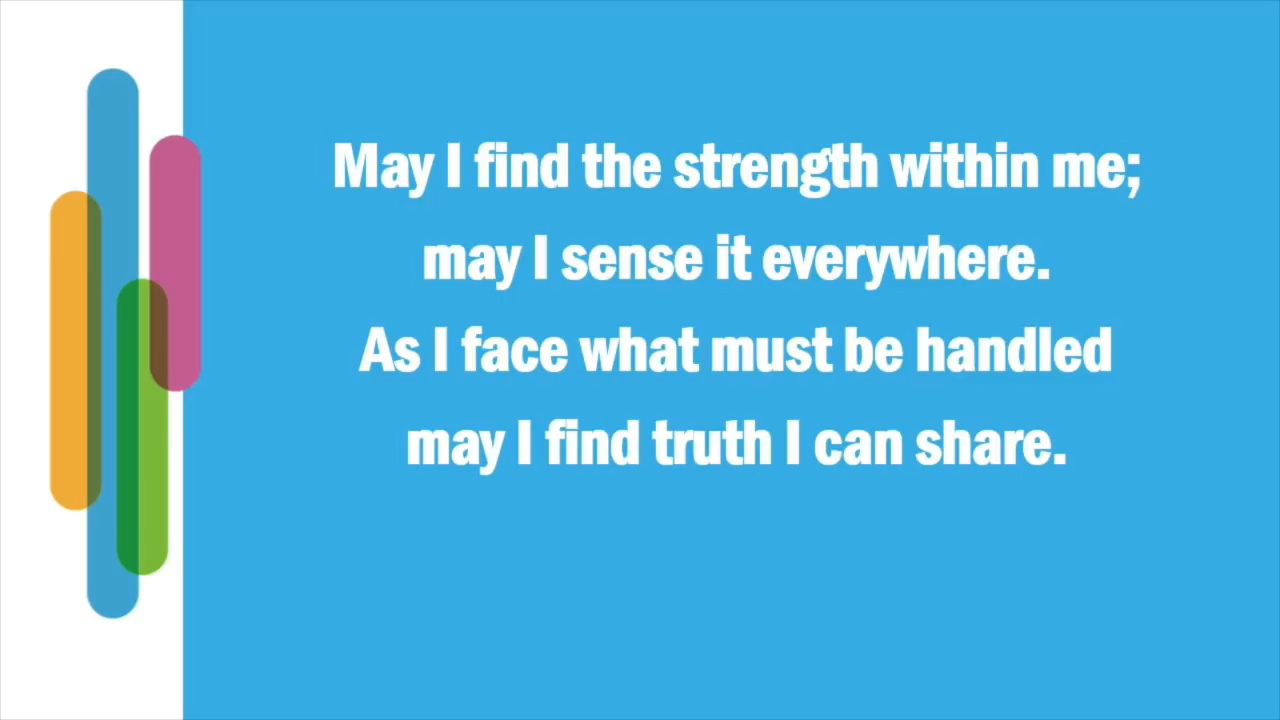 May I find the strength within me;
may I sense it everywhere.
As I face what must be handled
may I find truth I can share.